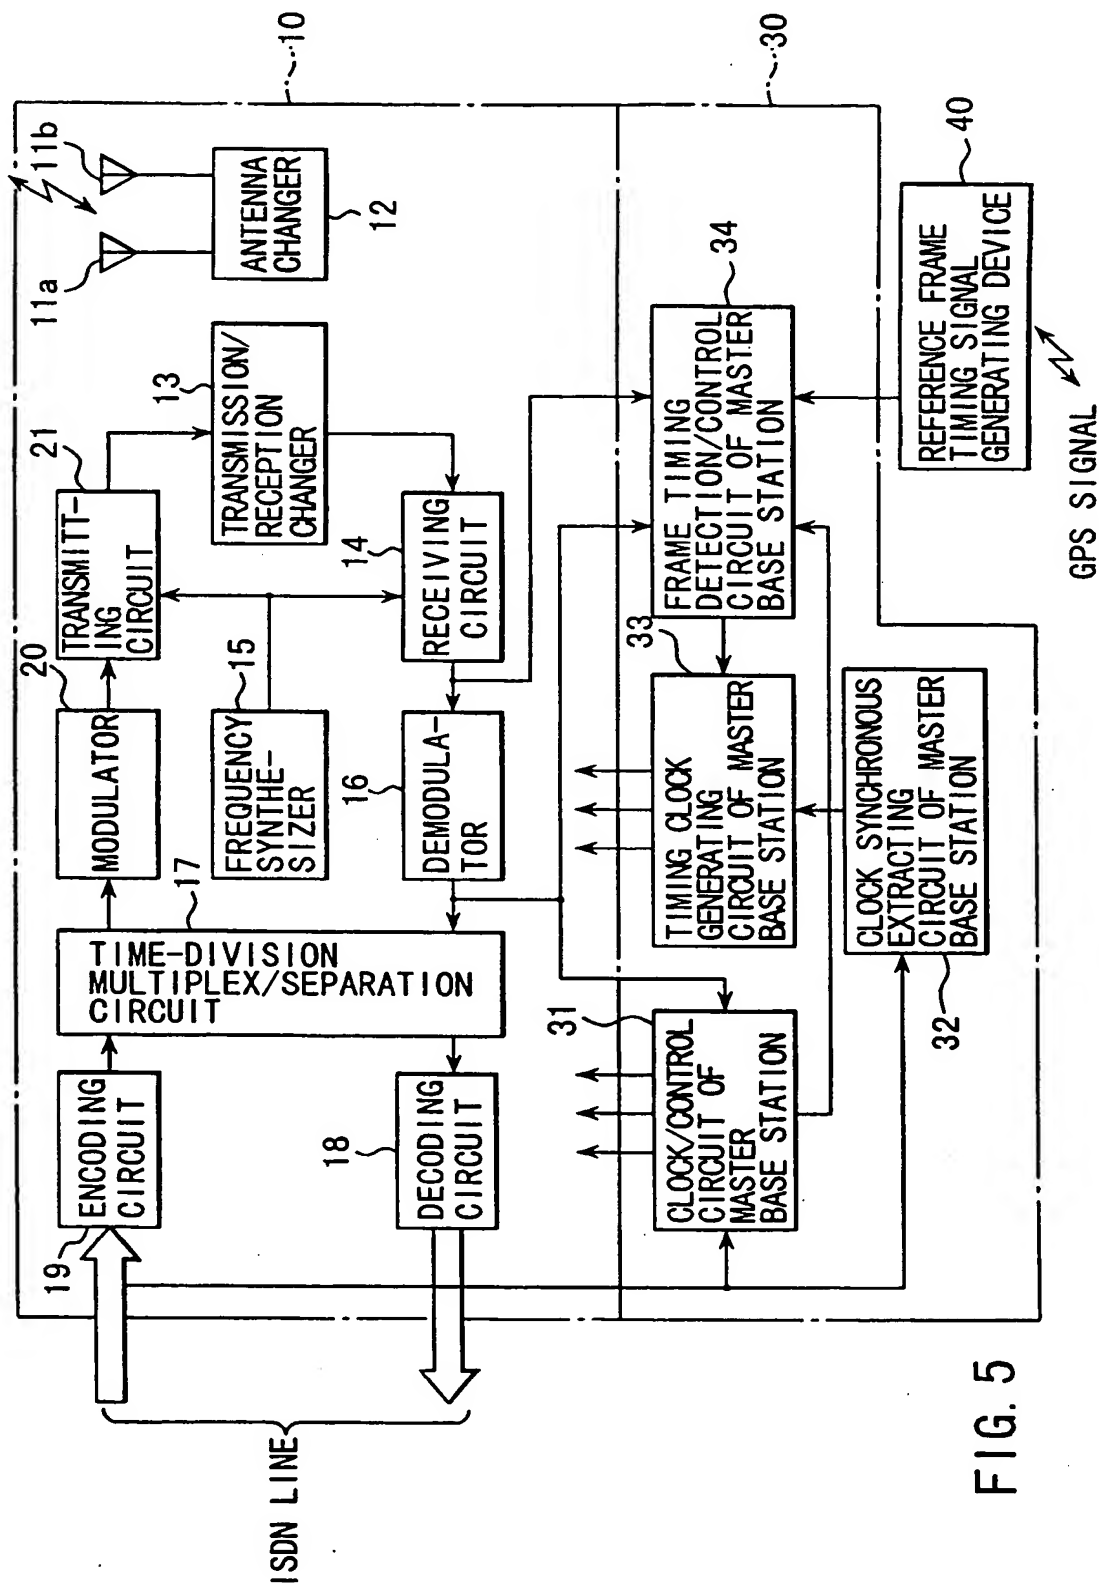 10
30
11b
11a
ANTENNA
CHANGER
12
13
TRANSMISSION/
RECEPTION
CHANGER
21
TRANSMITT-
ING
CIRCUIT
14
RECEIVING
CIRCUIT
20
MODULATOR
15
FREQUENCY
SYNTHE-
SIZER
16
DEMODULA-
TOR
17
TIME-DIVISION
MULTIPLEX/SEPARATION
CIRCUIT
19
ENCODING
CIRCUIT
18
DECODING
CIRCUIT
ISDN LINE
34
FRAME TIMING
DETECTION/CONTROL
CIRCUIT OF MASTER
BASE STATION
33
TIMING CLOCK
GENERATING
CIRCUIT OF MASTER
BASE STATION
31
CLOCK/CONTROL
CIRCUIT OF
MASTER
BASE STATION
CLOCK SYNCHRONOUS
EXTRACTING
CIRCUIT OF MASTER
BASE STATION
32
40
REFERENCE FRAME
TIMING SIGNAL
GENERATING DEVICE
GPS SIGNAL
FIG. 5